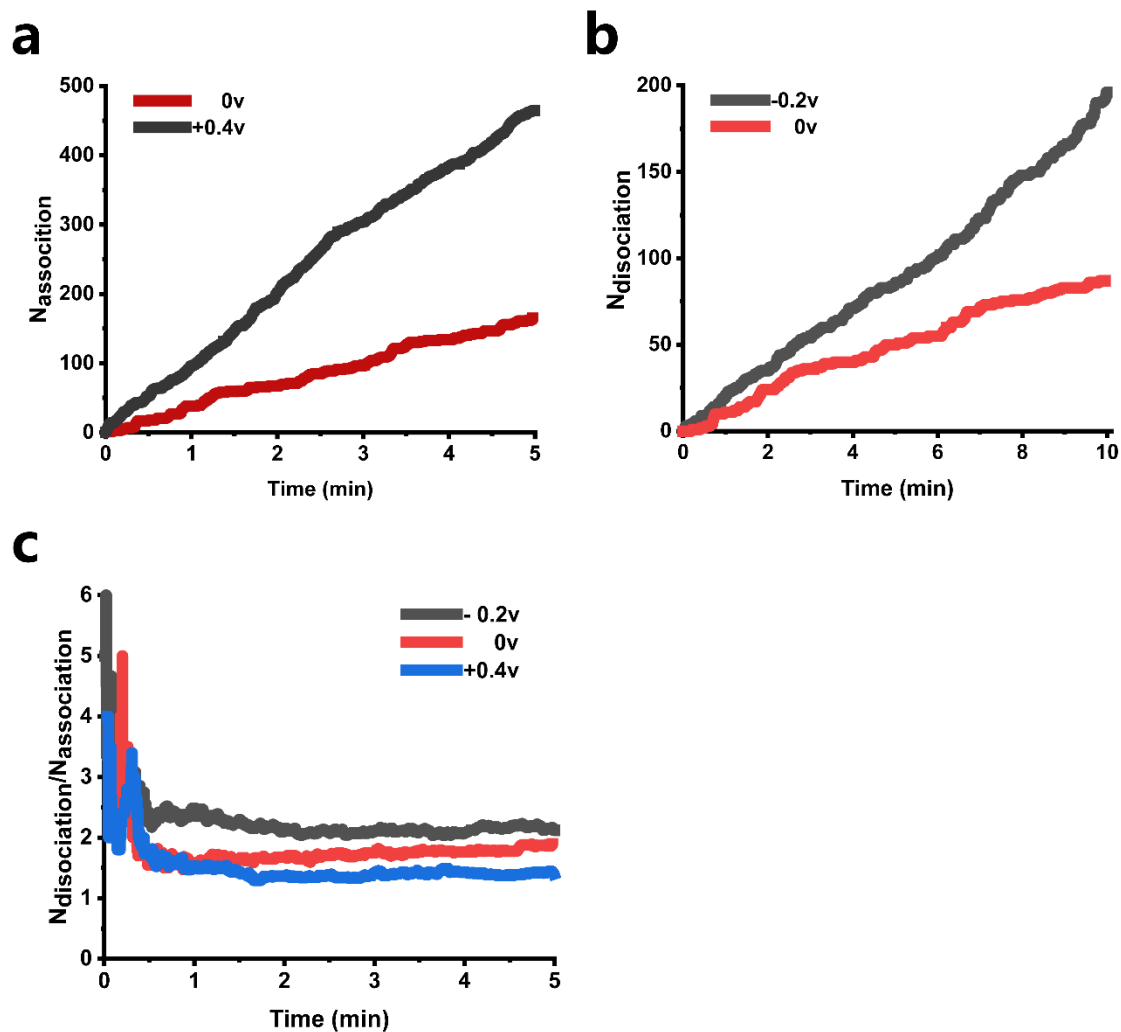 a
0v
+0.4v
500
400
300
200
100
0
Nassocition
0 1 2 3 4 5
Time (min)
b
-0.2v
0v
200
150
100
50
0
Ndisociation
0 2 4 6 8 10
Time (min)
c
- 0.2v
0v
+0.4v
6
5
4
3
2
1
0
Ndisociation/Nassociation
0 1 2 3 4 5
Time (min)